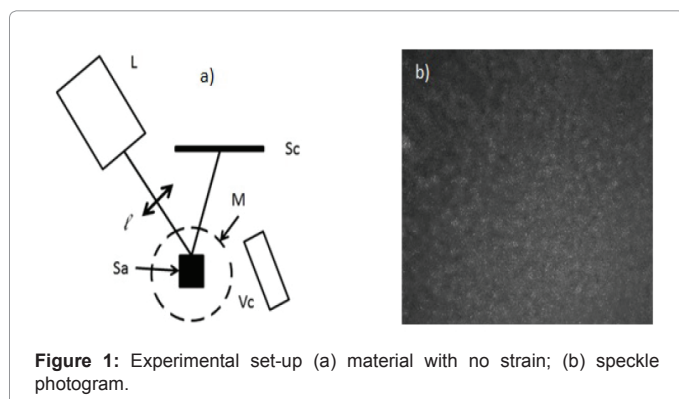 L
a)
b)
Sc
ℓ
M
Sa
Vc
Figure 1: Experimental set-up (a) material with no strain; (b) speckle
photogram.